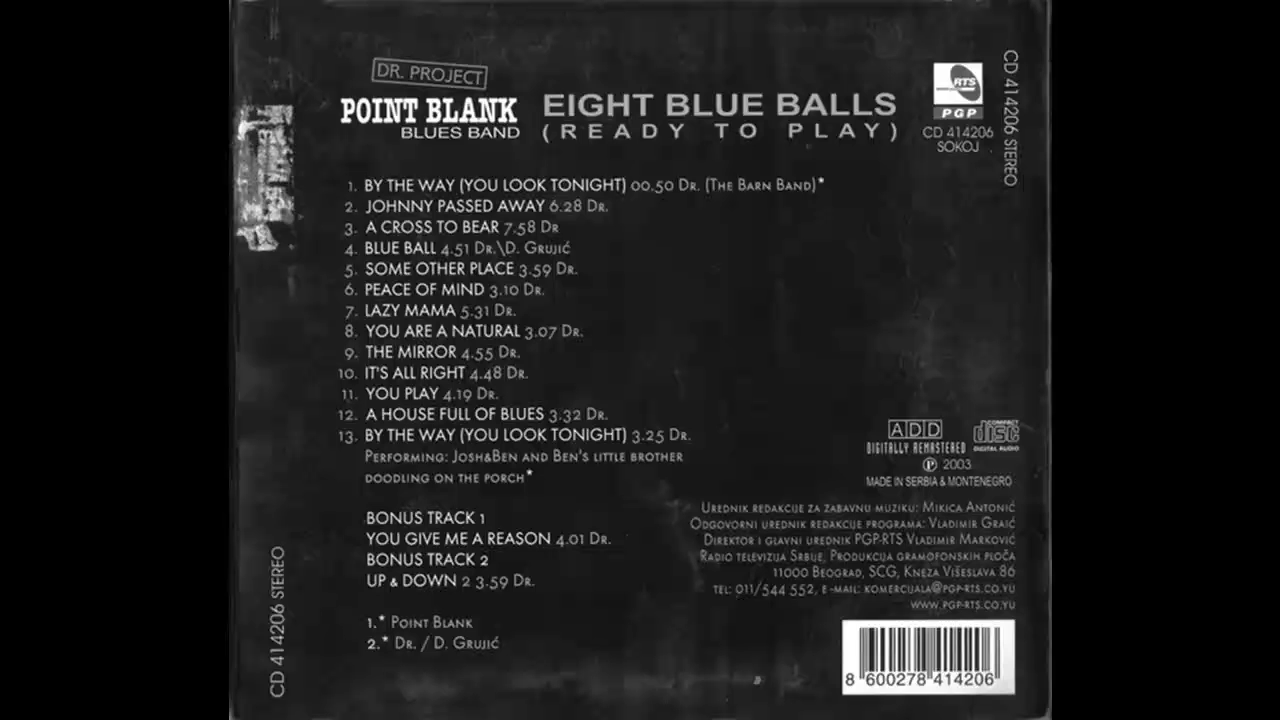 DR. PROJECT
POINT BLANK
BLUES BAND
EIGHT BLUE BALLS
(READY TO PLAY)
RTS
PGP
CD 414206
SOKOJ
CD 414206 STEREO
1. BY THE WAY (YOU LOOK TONIGHT) 00.50 Dr. (The Barn Band)*
2. JOHNNY PASSED AWAY 6.28 Dr.
3. A CROSS TO BEAR 7.58 Dr
4. BLUE BALL 4.51 Dr.\D. Grujić
5. SOME OTHER PLACE 3.59 Dr.
6. PEACE OF MIND 3.10 Dr.
7. LAZY MAMA 5.31 Dr.
8. YOU ARE A NATURAL 3.07 Dr.
9. THE MIRROR 4.55 Dr.
10. IT'S ALL RIGHT 4.48 Dr.
11. YOU PLAY 4.19 Dr.
12. A HOUSE FULL OF BLUES 3.32 Dr.
13. BY THE WAY (YOU LOOK TONIGHT) 3.25 Dr.
Performing: Josh&Ben and Ben's little brother
doodling on the porch*
BONUS TRACK 1
YOU GIVE ME A REASON 4.01 Dr.
BONUS TRACK 2
UP & DOWN 2 3.59 Dr.
1.* Point Blank
2.* Dr. / D. Grujić
ADD
DIGITALLY REMASTERED
COMPACT
disc
DIGITAL AUDIO
℗ 2003
MADE IN SERBIA & MONTENEGRO
Urednik redakcije za zabavnu muziku: Mikica Antonić
Odgovorni urednik redakcije programa: Vladimir Graić
Direktor i glavni urednik PGP-RTS Vladimir Marković
Radio televizija Srbije, Produkcija gramofonskih ploča
11000 Beograd, SCG, Kneza Višeslava 86
tel: 011/544 552, e-mail: komercijala@pgp-rts.co.yu
www.pgp-rts.co.yu
8 600278 414206
CD 414206 STEREO